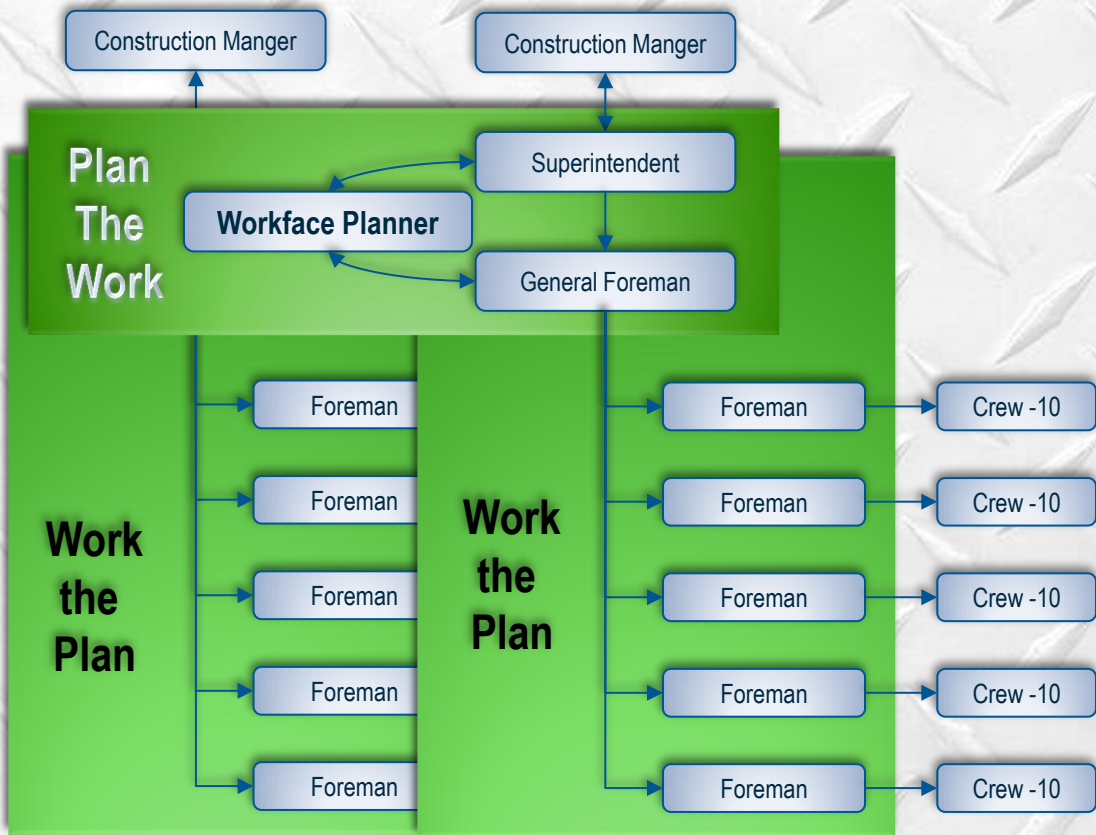 Construction Manger
Construction Manger
Plan
The
Work
Superintendent
Workface Planner
General Foreman
Work
the
Plan
Foreman
Foreman
Foreman
Foreman
Foreman
Work
the
Plan
Foreman
Crew -10
Foreman
Crew -10
Foreman
Crew -10
Foreman
Crew -10
Foreman
Crew -10